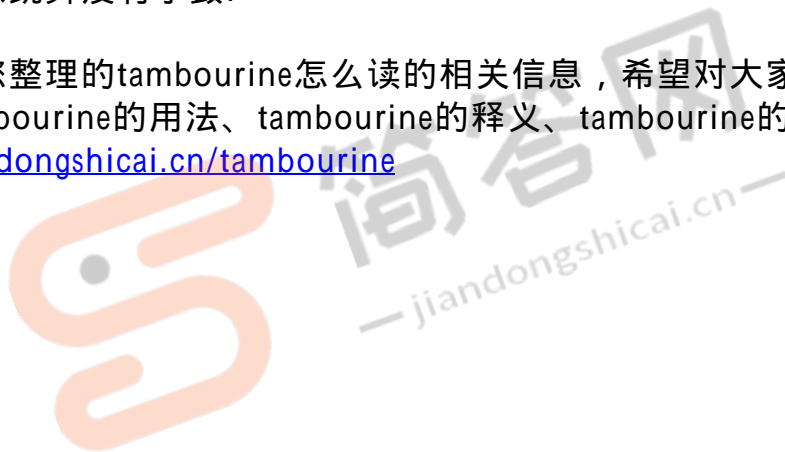 整理的tambourine怎么读的相关信息，希望对大家
bourine的用法、tambourine的释义、tambourine的
dongshicai.cn/tambourine
简答网
jiandongshicai.cn